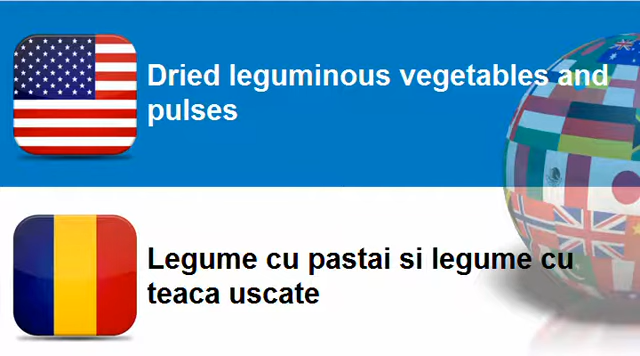 Dried leguminous vegetables and
pulses
Legume cu pastai si legume cu
teaca uscate